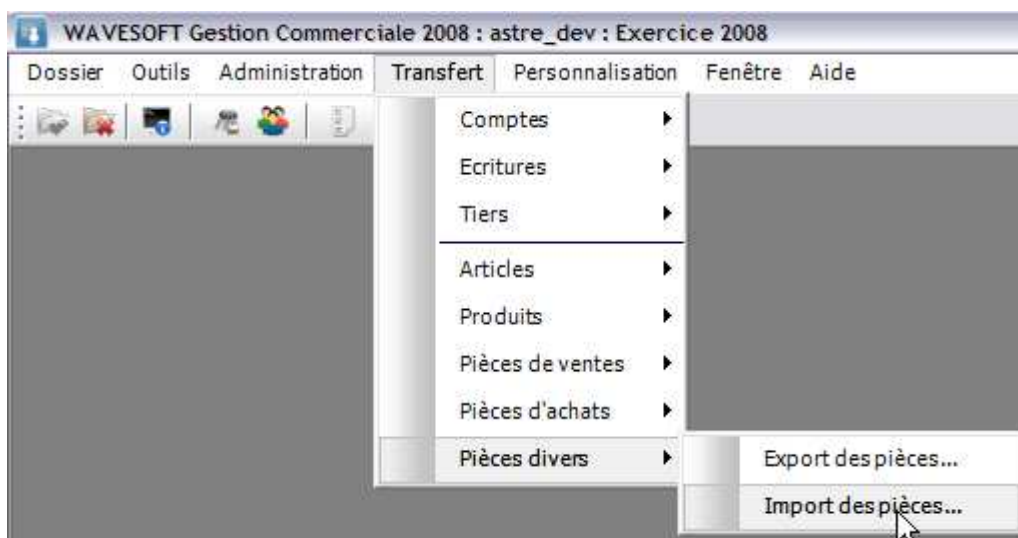 WAVESOFT Gestion Commerciale 2008 : astre_dev : Exercice 2008
Dossier Outils Administration Transfert Personnalisation Fenêtre Aide
Comptes
Ecritures
Tiers
Articles
Produits
Pièces de ventes
Pièces d'achats
Pièces divers
Export des pièces...
Import des pièces...